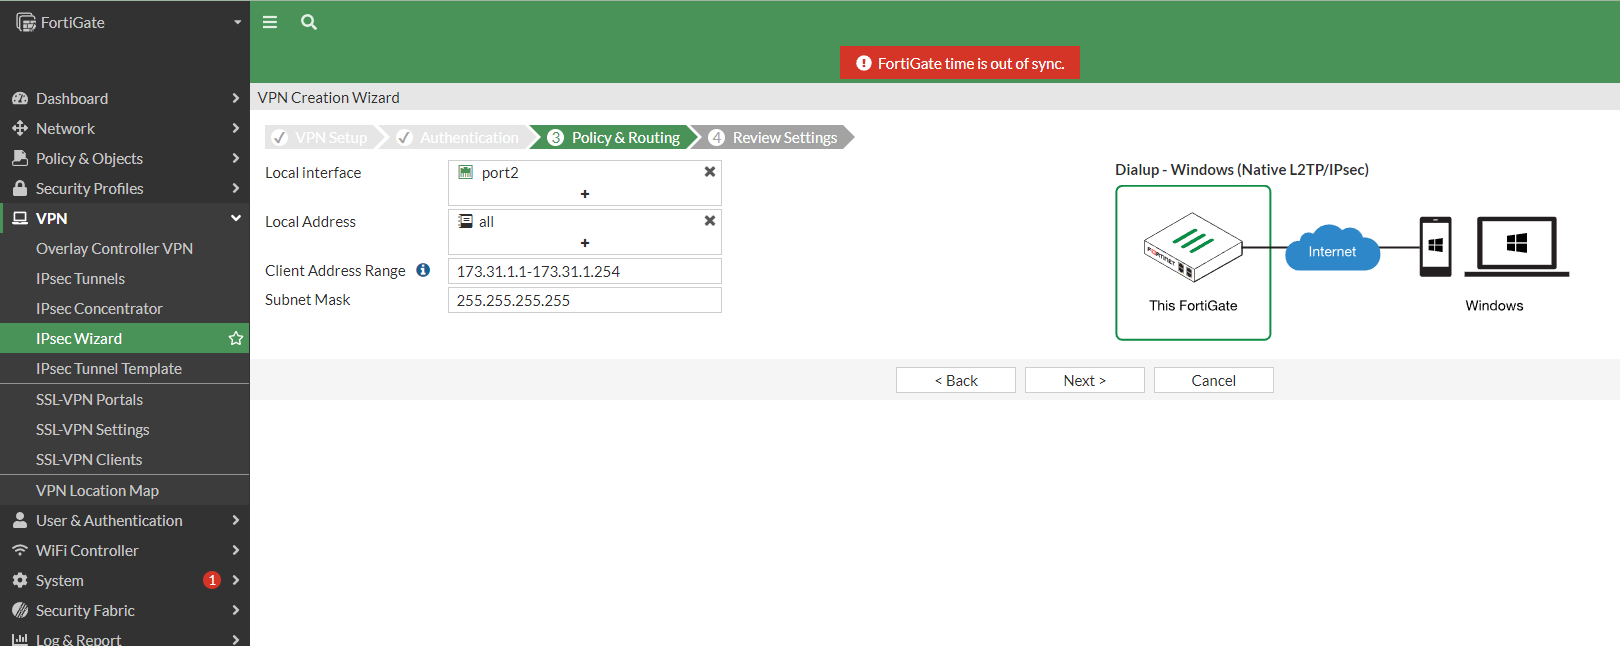 FortiGate
FortiGate time is out of sync.
Dashboard
Network
Policy & Objects
Security Profiles
VPN
Overlay Controller VPN
IPsec Tunnels
IPsec Concentrator
IPsec Wizard
IPsec Tunnel Template
SSL-VPN Portals
SSL-VPN Settings
SSL-VPN Clients
VPN Location Map
User & Authentication
WiFi Controller
System 1
Security Fabric
Log & Report
VPN Creation Wizard
VPN Setup Authentication 3 Policy & Routing 4 Review Settings
Local interface port2
+
Local Address all
+
Client Address Range 173.31.1.1-173.31.1.254
Subnet Mask 255.255.255.255
Dialup - Windows (Native L2TP/IPsec)
FORTINET
Internet
This FortiGate
Windows
< Back Next > Cancel